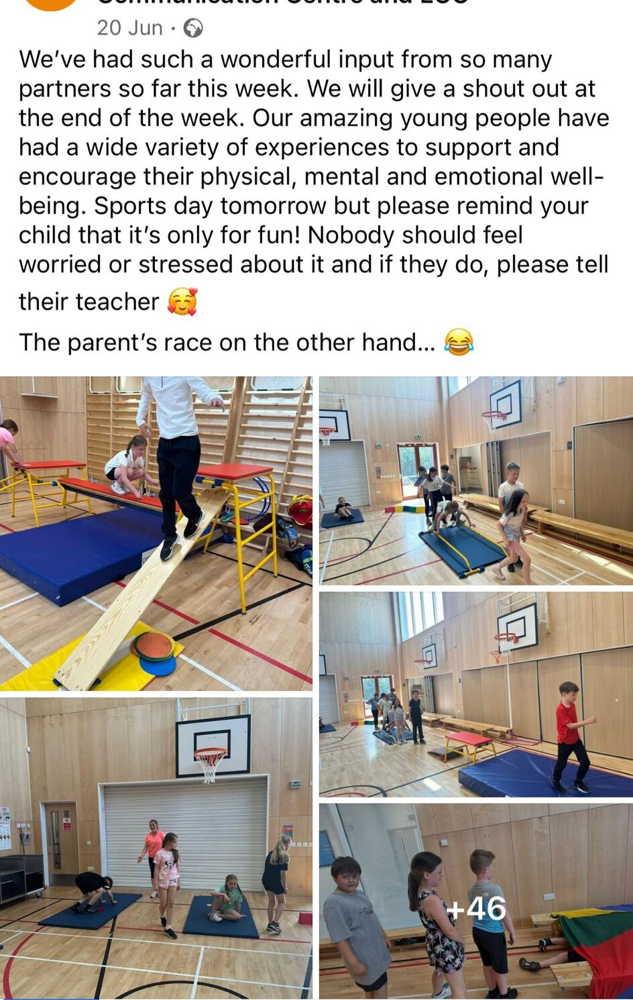 Communication Centre and ECC
20 Jun ·
We've had such a wonderful input from so many
partners so far this week. We will give a shout out at
the end of the week. Our amazing young people have
had a wide variety of experiences to support and
encourage their physical, mental and emotional well-
being. Sports day tomorrow but please remind your
child that it's only for fun! Nobody should feel
worried or stressed about it and if they do, please tell
their teacher 🥰
The parent's race on the other hand... 😂
+46